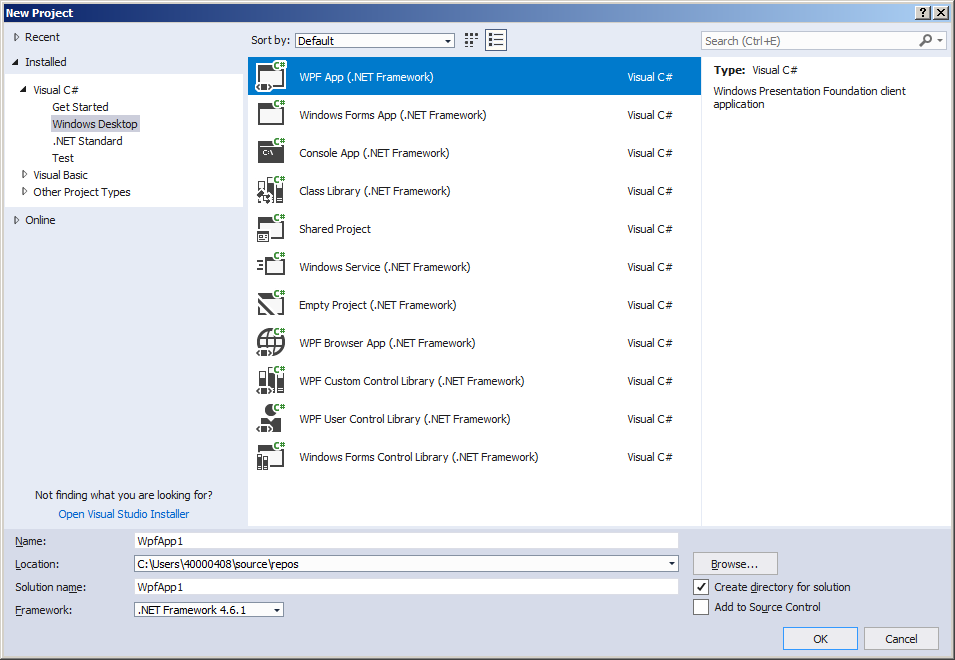 New Project
Recent
Installed
Visual C#
Get Started
Windows Desktop
.NET Standard
Test
Visual Basic
Other Project Types
Online
Not finding what you are looking for?
Open Visual Studio Installer
Sort by: Default
WPF App (.NET Framework) Visual C#
Windows Forms App (.NET Framework) Visual C#
Console App (.NET Framework) Visual C#
Class Library (.NET Framework) Visual C#
Shared Project Visual C#
Windows Service (.NET Framework) Visual C#
Empty Project (.NET Framework) Visual C#
WPF Browser App (.NET Framework) Visual C#
WPF Custom Control Library (.NET Framework) Visual C#
WPF User Control Library (.NET Framework) Visual C#
Windows Forms Control Library (.NET Framework) Visual C#
Search (Ctrl+E)
Type: Visual C#
Windows Presentation Foundation client
application
Name: WpfApp1
Location: C:\Users\40000408\source\repos Browse...
Solution name: WpfApp1 Create directory for solution
Framework: .NET Framework 4.6.1 Add to Source Control
OK Cancel